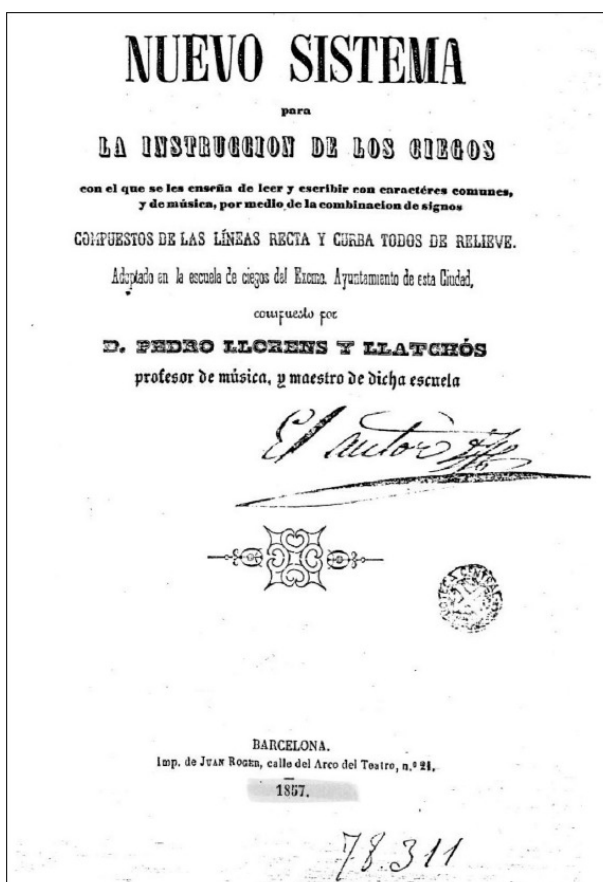 NUEVO SISTEMA
para
LA INSTRUCCION DE LOS CIEGOS
con el que se les enseña de leer y escribir con caractéres comunes,
y de música, por medio de la combinacion de signos
COMPUESTOS DE LAS LÍNEAS RECTA Y CURBA TODOS DE RELIEVE.
Adoptado en la escuela de ciegos del Excmo. Ayuntamiento de esta Ciudad,
compuesto por
D. PEDRO LLORENS Y LLATCHÓS
profesor de música, y maestro de dicha escuela
El autor
BARCELONA.
Imp. de JUAN ROGER, calle del Arco del Teatro, n.º 21,
1857.
78.311